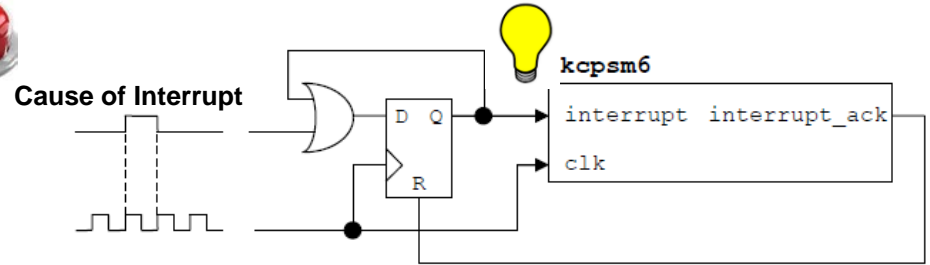 kcpsm6
Cause of Interrupt
D Q
interrupt interrupt_ack
clk
R